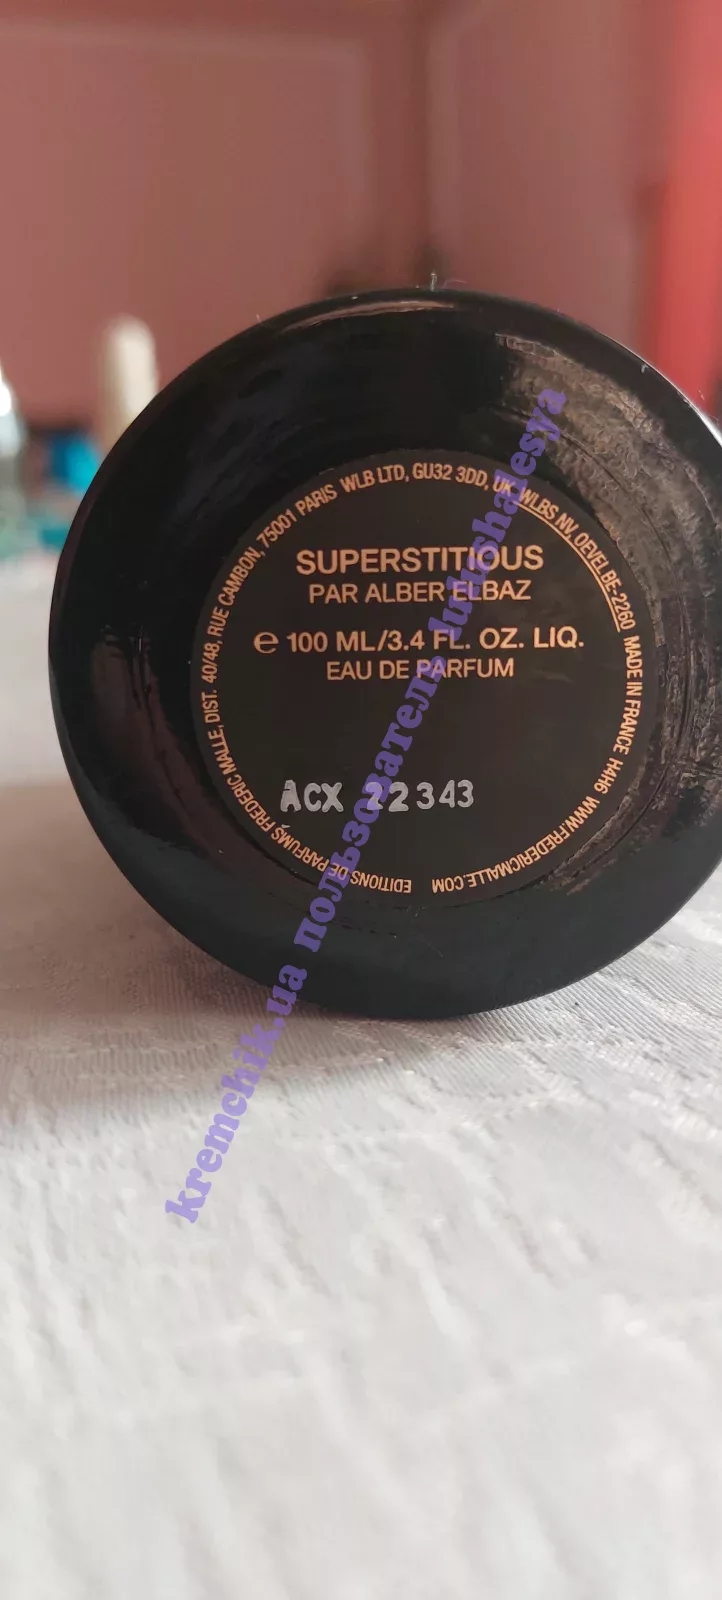 SUPERSTITIOUS
PAR ALBER ELBAZ
℮ 100 ML/3.4 FL. OZ. LIQ.
EAU DE PARFUM
ACX 22343
EDITIONS DE PARFUMS FREDERIC MALLE, DIST. 40/48, RUE CAMBON, 75001 PARIS WLB LTD, GU32 3DD, UK WLBS NV, OEVEL BE-2260 MADE IN FRANCE H4H6 WWW.FREDERICMALLE.COM
kremchik.ua пользователь lulushalesya